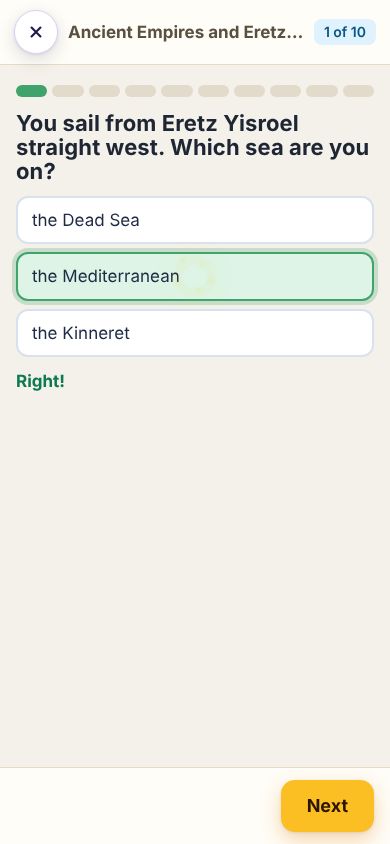 Ancient Empires and Eretz...
1 of 10
You sail from Eretz Yisroel
straight west. Which sea are you
on?
the Dead Sea
the Mediterranean
the Kinneret
Right!
Next